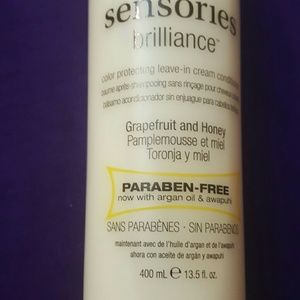 sensories
brilliance™
color protecting leave-in cream conditioner
baume après-shampooing sans rinçage pour cheveux
bálsamo acondicionador sin enjuague para cabellos
Grapefruit and Honey
Pamplemousse et miel
Toronja y miel
PARABEN-FREE
now with argan oil & awapuhi
SANS PARABÈNES • SIN PARABENOS
maintenant avec de l'huile d'argan et de l'awapuhi
ahora con aceite de argán y awapuhi
400 mL ℮ 13.5 fl. oz.